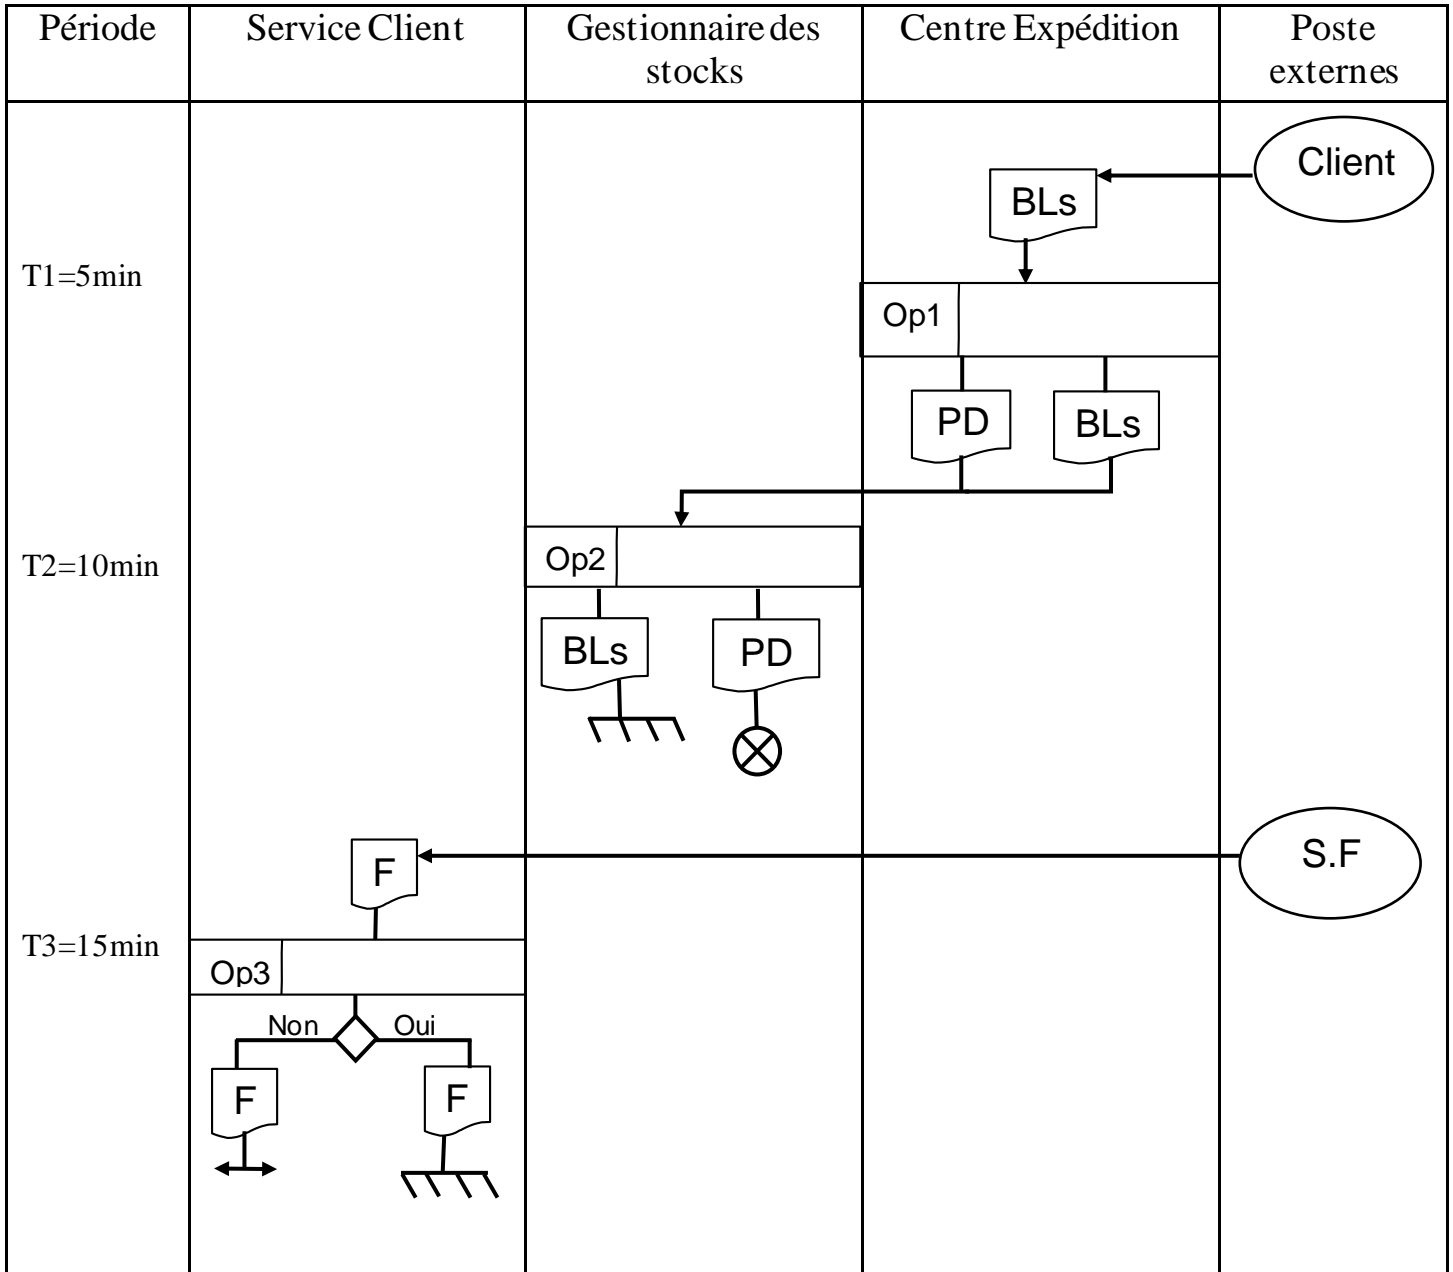 Période
Service Client
Gestionnaire des
stocks
Centre Expédition
Poste
externes
Client
BLs
T1=5min
Op1
PD
BLs
T2=10min
Op2
BLs
PD
F
S.F
T3=15min
Op3
Non
Oui
F
F